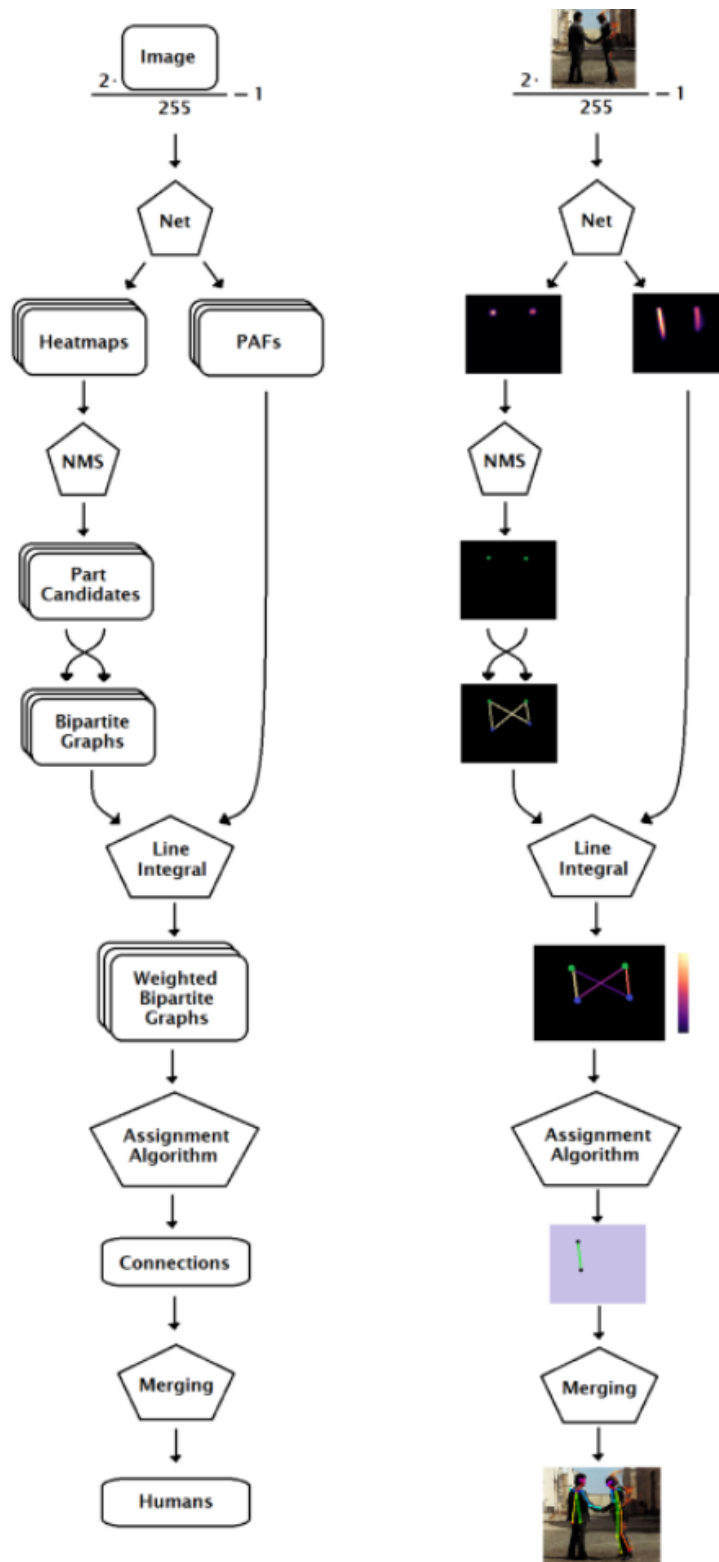 Image
2·
255
− 1
Net
Heatmaps
PAFs
NMS
Part
Candidates
Bipartite
Graphs
Line
Integral
Weighted
Bipartite
Graphs
Assignment
Algorithm
Connections
Merging
Humans
2·
255
− 1
Net
NMS
Line
Integral
Assignment
Algorithm
Merging